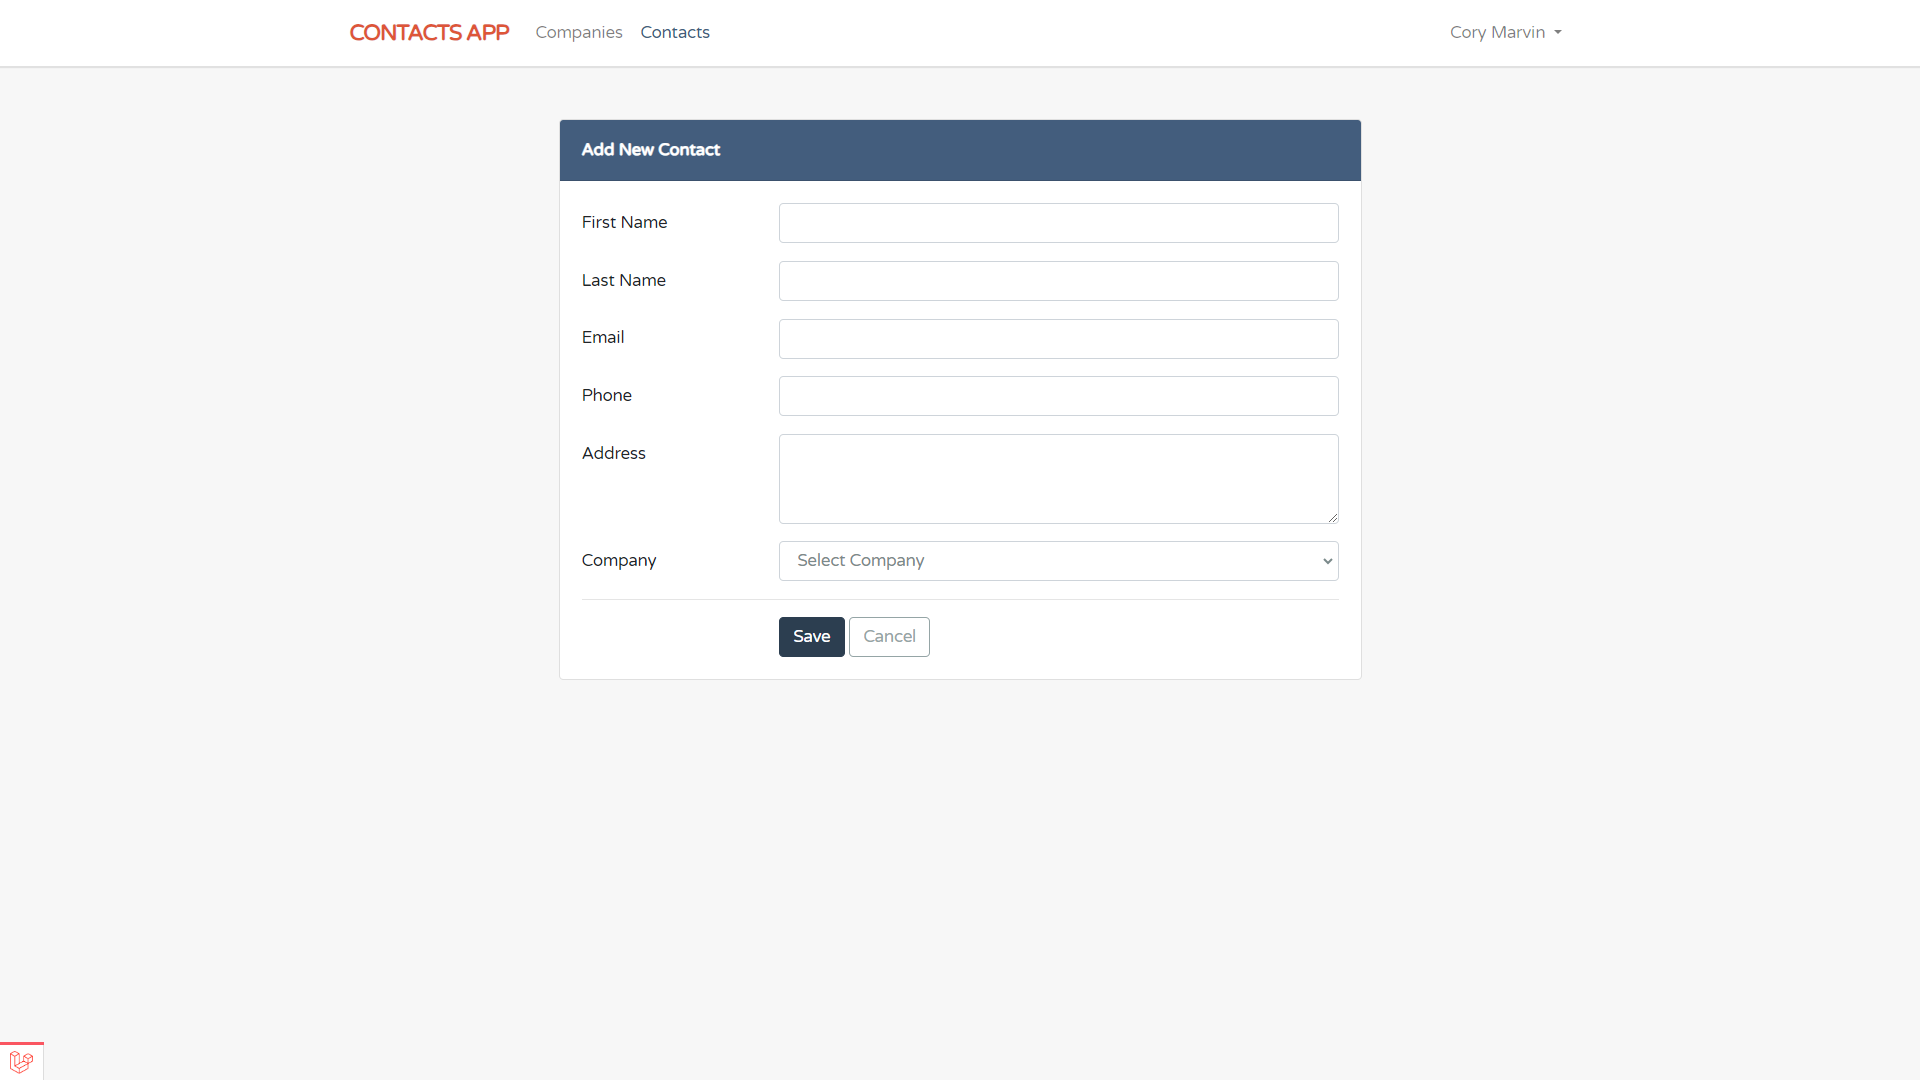 CONTACTS APP Companies Contacts Cory Marvin
Add New Contact
First Name
Last Name
Email
Phone
Address
Company Select Company
Save Cancel